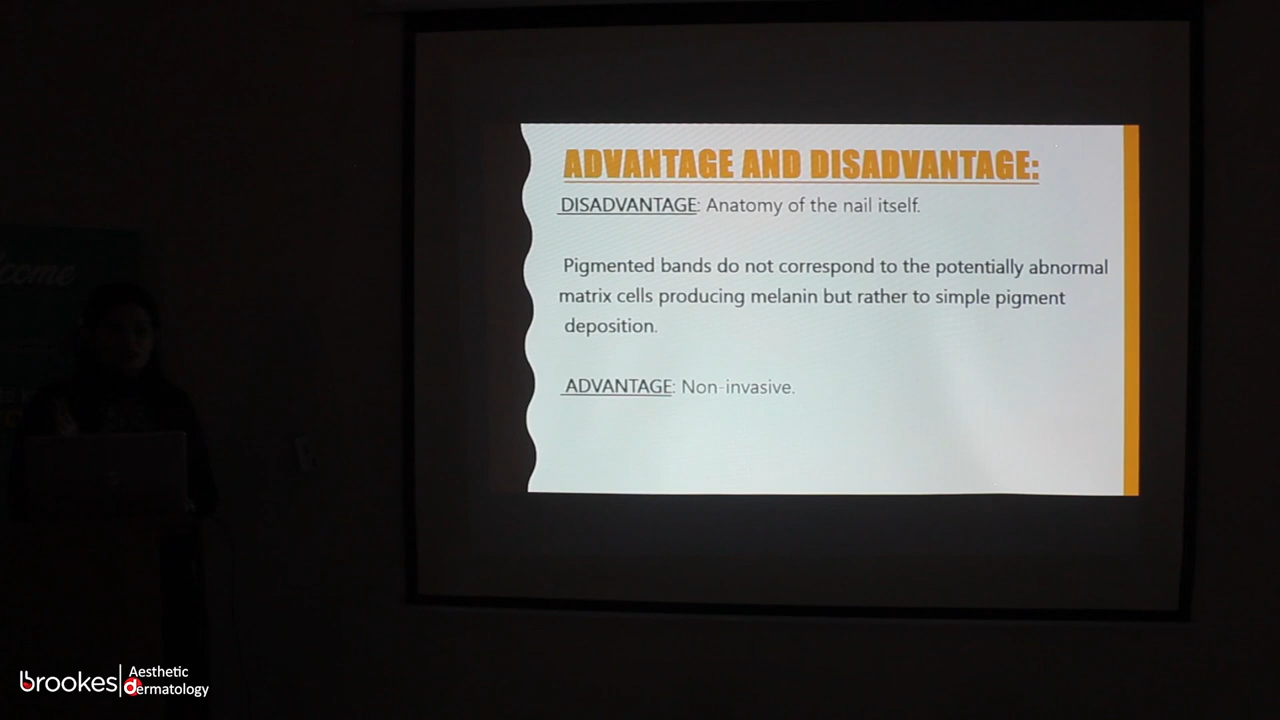 ADVANTAGE AND DISADVANTAGE:
DISADVANTAGE: Anatomy of the nail itself.
Pigmented bands do not correspond to the potentially abnormal
matrix cells producing melanin but rather to simple pigment
deposition.
ADVANTAGE: Non-invasive.
brookes
Aesthetic
dermatology